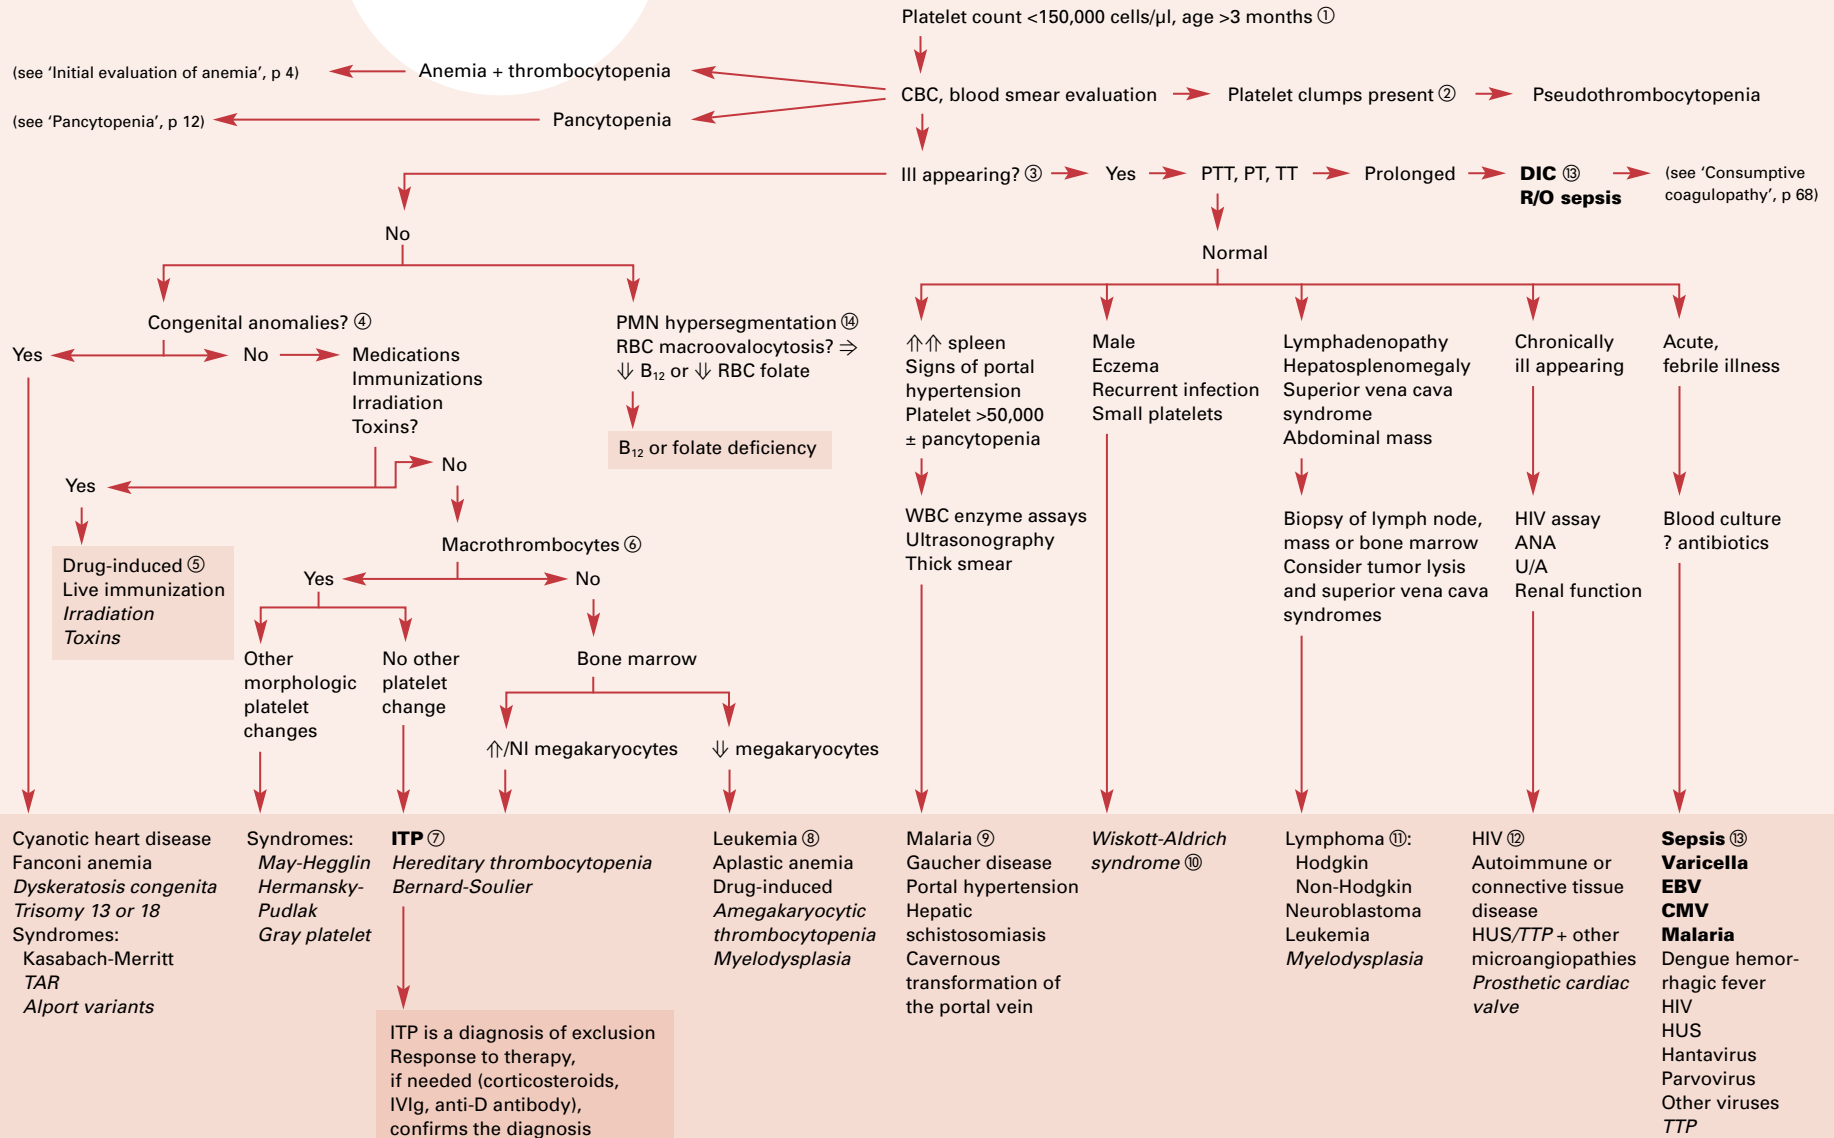 Platelet count <150,000 cells/µl, age >3 months ①
(see ‘Initial evaluation of anemia’, p 4)
Anemia + thrombocytopenia
CBC, blood smear evaluation
Platelet clumps present ②
Pseudothrombocytopenia
(see ‘Pancytopenia’, p 12)
Pancytopenia
Ill appearing? ③
Yes
PTT, PT, TT
Prolonged
DIC ⑬
R/O sepsis
(see ‘Consumptive
coagulopathy’, p 68)
No
Normal
Congenital anomalies? ④
Yes
No
Medications
Immunizations
Irradiation
Toxins?
PMN hypersegmentation ⑭
RBC macroovalocytosis? ⇒
⇓ B₁₂ or ⇓ RBC folate
B₁₂ or folate deficiency
⇑⇑ spleen
Signs of portal
hypertension
Platelet >50,000
± pancytopenia
Male
Eczema
Recurrent infection
Small platelets
Lymphadenopathy
Hepatosplenomegaly
Superior vena cava
syndrome
Abdominal mass
Chronically
ill appearing
Acute,
febrile illness
Yes
No
Drug-induced ⑤
Live immunization
Irradiation
Toxins
Macrothrombocytes ⑥
Yes
No
WBC enzyme assays
Ultrasonography
Thick smear
Biopsy of lymph node,
mass or bone marrow
Consider tumor lysis
and superior vena cava
syndromes
HIV assay
ANA
U/A
Renal function
Blood culture
? antibiotics
Other
morphologic
platelet
changes
No other
platelet
change
Bone marrow
⇑/Nl megakaryocytes
⇓ megakaryocytes
Cyanotic heart disease
Fanconi anemia
Dyskeratosis congenita
Trisomy 13 or 18
Syndromes:
Kasabach-Merritt
TAR
Alport variants
Syndromes:
May-Hegglin
Hermansky-
Pudlak
Gray platelet
ITP ⑦
Hereditary thrombocytopenia
Bernard-Soulier
ITP is a diagnosis of exclusion
Response to therapy,
if needed (corticosteroids,
IVIg, anti-D antibody),
confirms the diagnosis
Leukemia ⑧
Aplastic anemia
Drug-induced
Amegakaryocytic
thrombocytopenia
Myelodysplasia
Malaria ⑨
Gaucher disease
Portal hypertension
Hepatic
schistosomiasis
Cavernous
transformation of
the portal vein
Wiskott-Aldrich
syndrome ⑩
Lymphoma ⑪:
Hodgkin
Non-Hodgkin
Neuroblastoma
Leukemia
Myelodysplasia
HIV ⑫
Autoimmune or
connective tissue
disease
HUS/TTP + other
microangiopathies
Prosthetic cardiac
valve
Sepsis ⑬
Varicella
EBV
CMV
Malaria
Dengue hemor-
rhagic fever
HIV
HUS
Hantavirus
Parvovirus
Other viruses
TTP